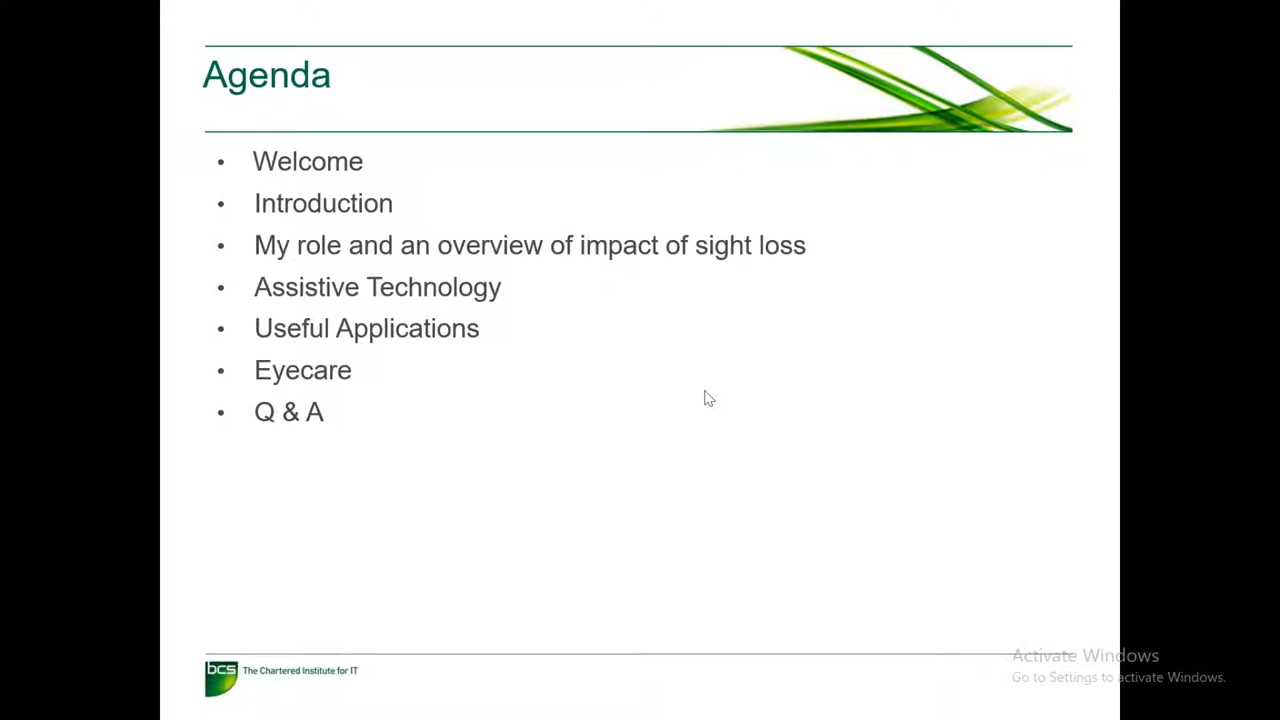 Agenda
• Welcome
• Introduction
• My role and an overview of impact of sight loss
• Assistive Technology
• Useful Applications
• Eyecare
• Q & A
bcs The Chartered Institute for IT
Activate Windows
Go to Settings to activate Windows.